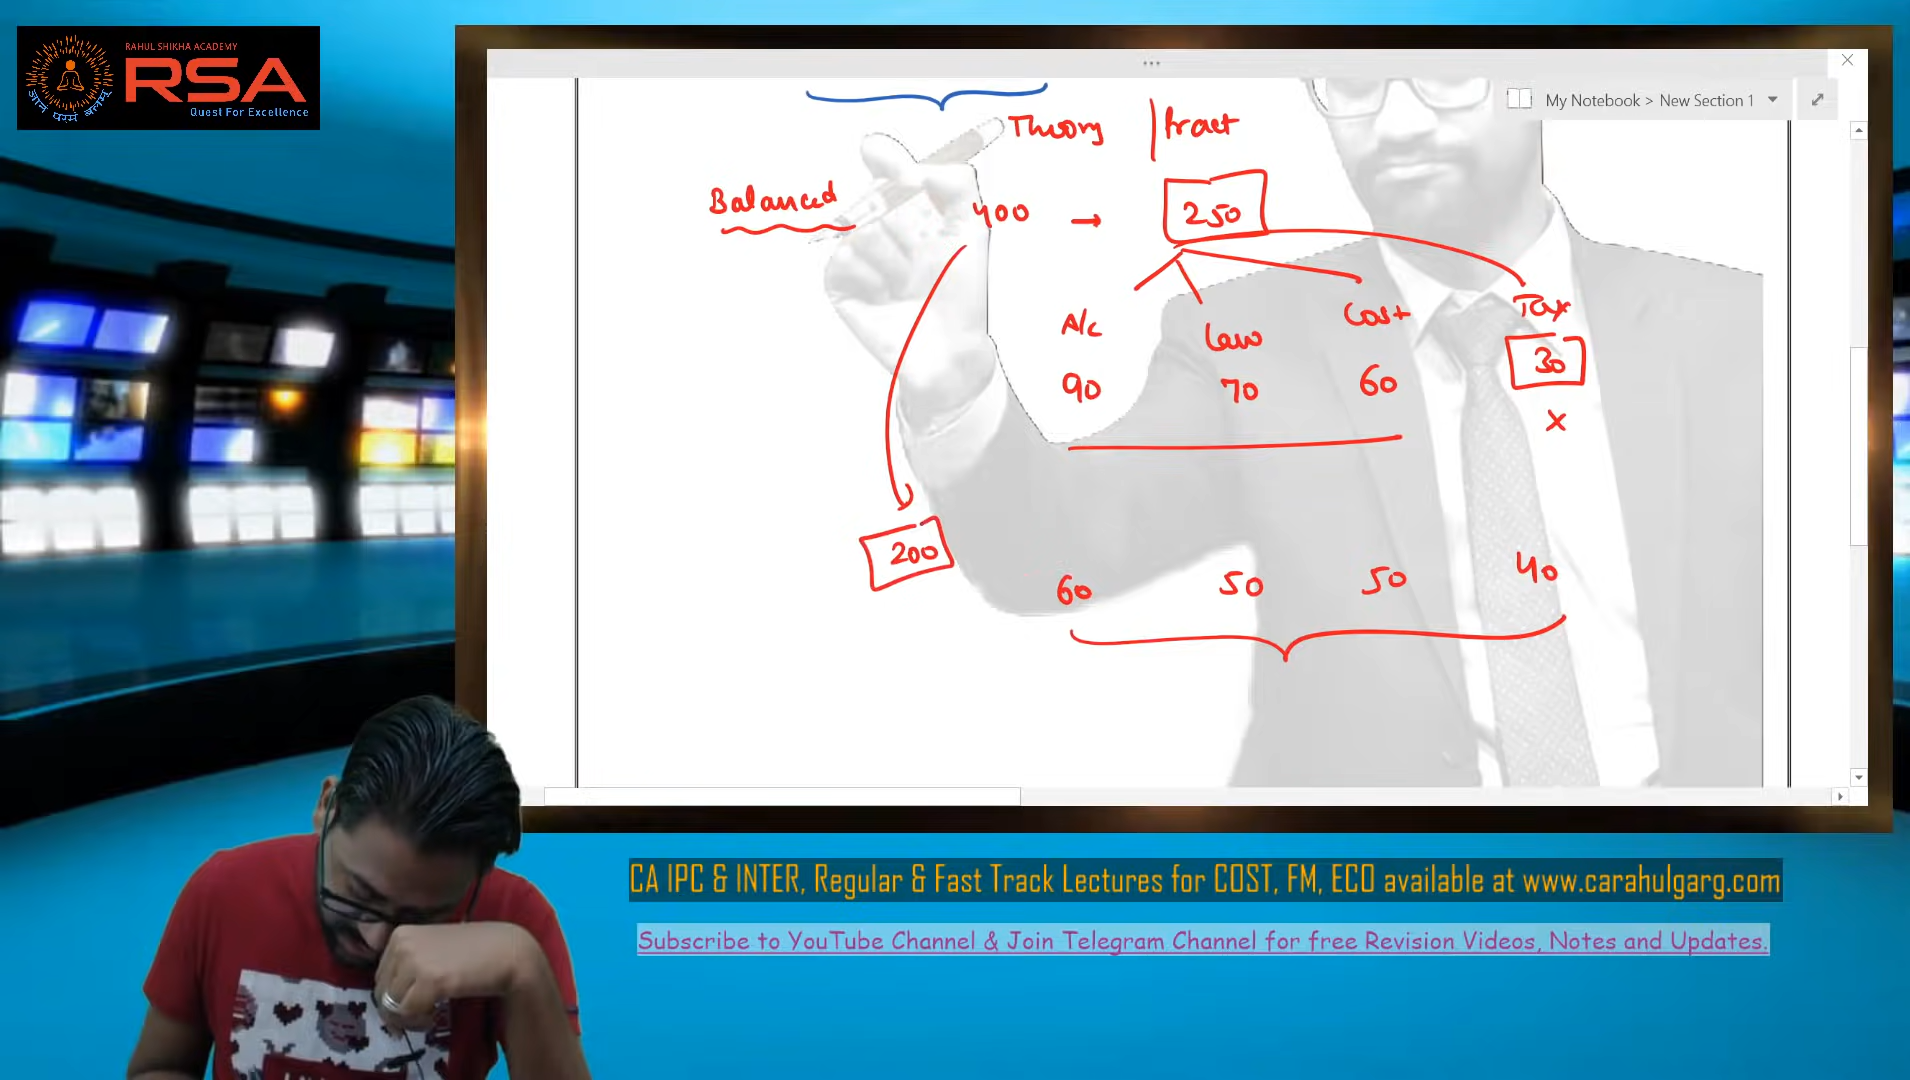 RAHUL SHIKHA ACADEMY
RSA
Quest For Excellence
आत्म परमं बलम्
My Notebook > New Section 1
Theory | Pract
Balanced
400 → 250
A/c Law Cost Tax
90 70 60 30
x
200
60 50 50 40
CA IPC & INTER, Regular & Fast Track Lectures for COST, FM, ECO available at www.carahulgarg.com
Subscribe to YouTube Channel & Join Telegram Channel for free Revision Videos, Notes and Updates.